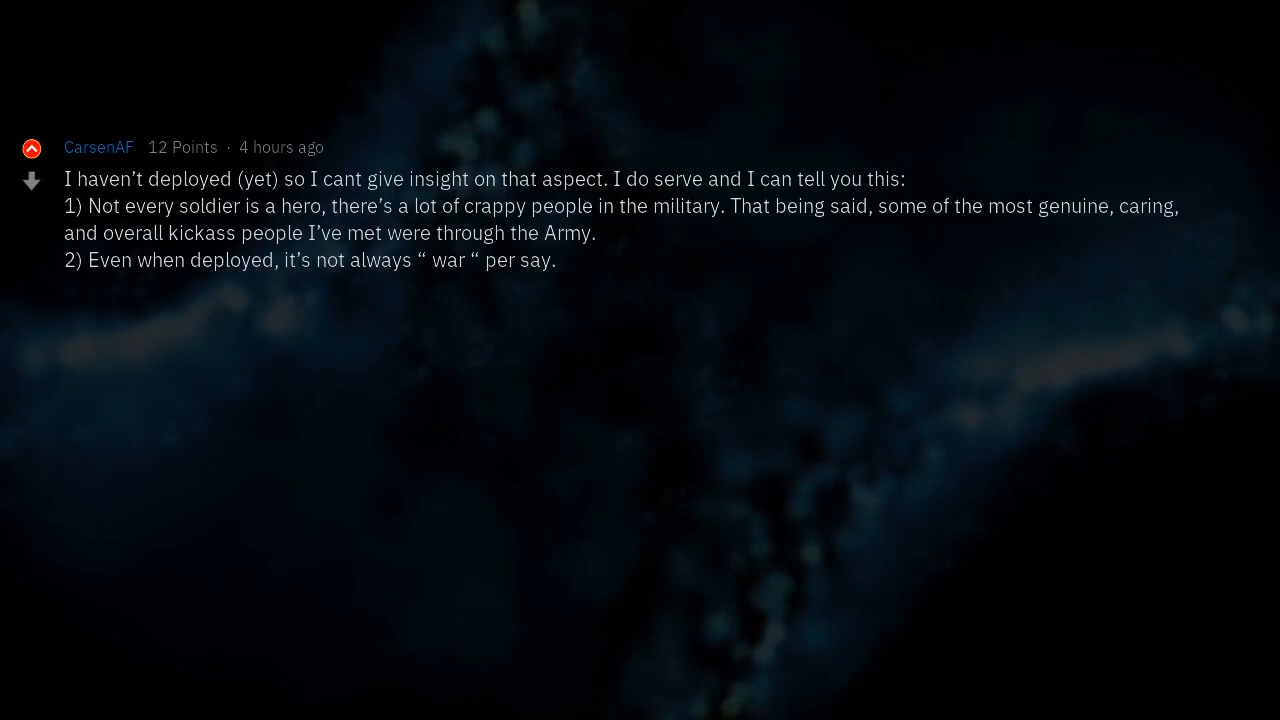 CarsenAF 12 Points · 4 hours ago
I haven’t deployed (yet) so I cant give insight on that aspect. I do serve and I can tell you this:
1) Not every soldier is a hero, there’s a lot of crappy people in the military. That being said, some of the most genuine, caring,
and overall kickass people I’ve met were through the Army.
2) Even when deployed, it’s not always “ war “ per say.